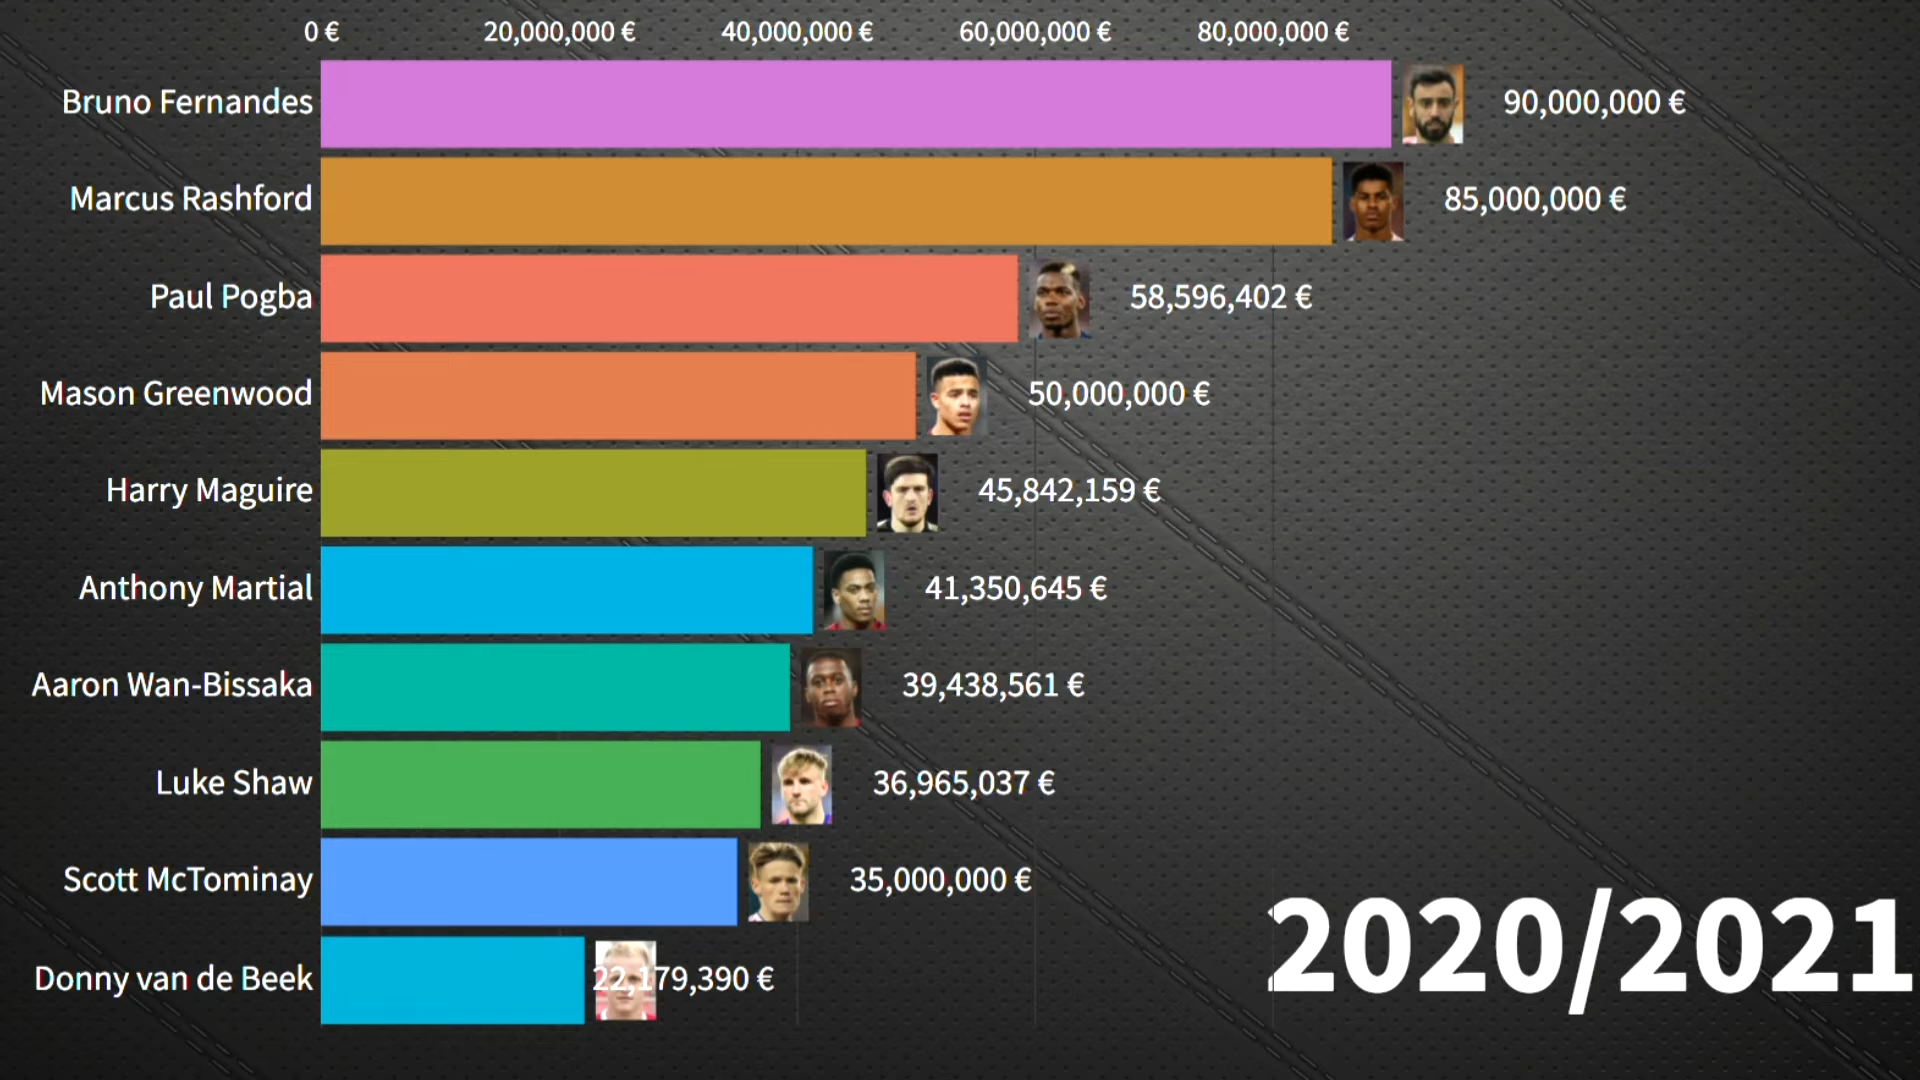 0 € 20,000,000 € 40,000,000 € 60,000,000 € 80,000,000 €
Bruno Fernandes 90,000,000 €
Marcus Rashford 85,000,000 €
Paul Pogba 58,596,402 €
Mason Greenwood 50,000,000 €
Harry Maguire 45,842,159 €
Anthony Martial 41,350,645 €
Aaron Wan-Bissaka 39,438,561 €
Luke Shaw 36,965,037 €
Scott McTominay 35,000,000 €
Donny van de Beek 22,179,390 €
2020/2021